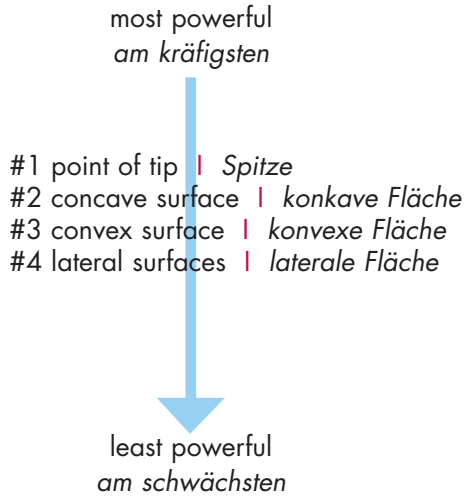 most powerful
am kräfigsten
#1 point of tip | Spitze
#2 concave surface | konkave Fläche
#3 convex surface | konvexe Fläche
#4 lateral surfaces | laterale Fläche
least powerful
am schwächsten